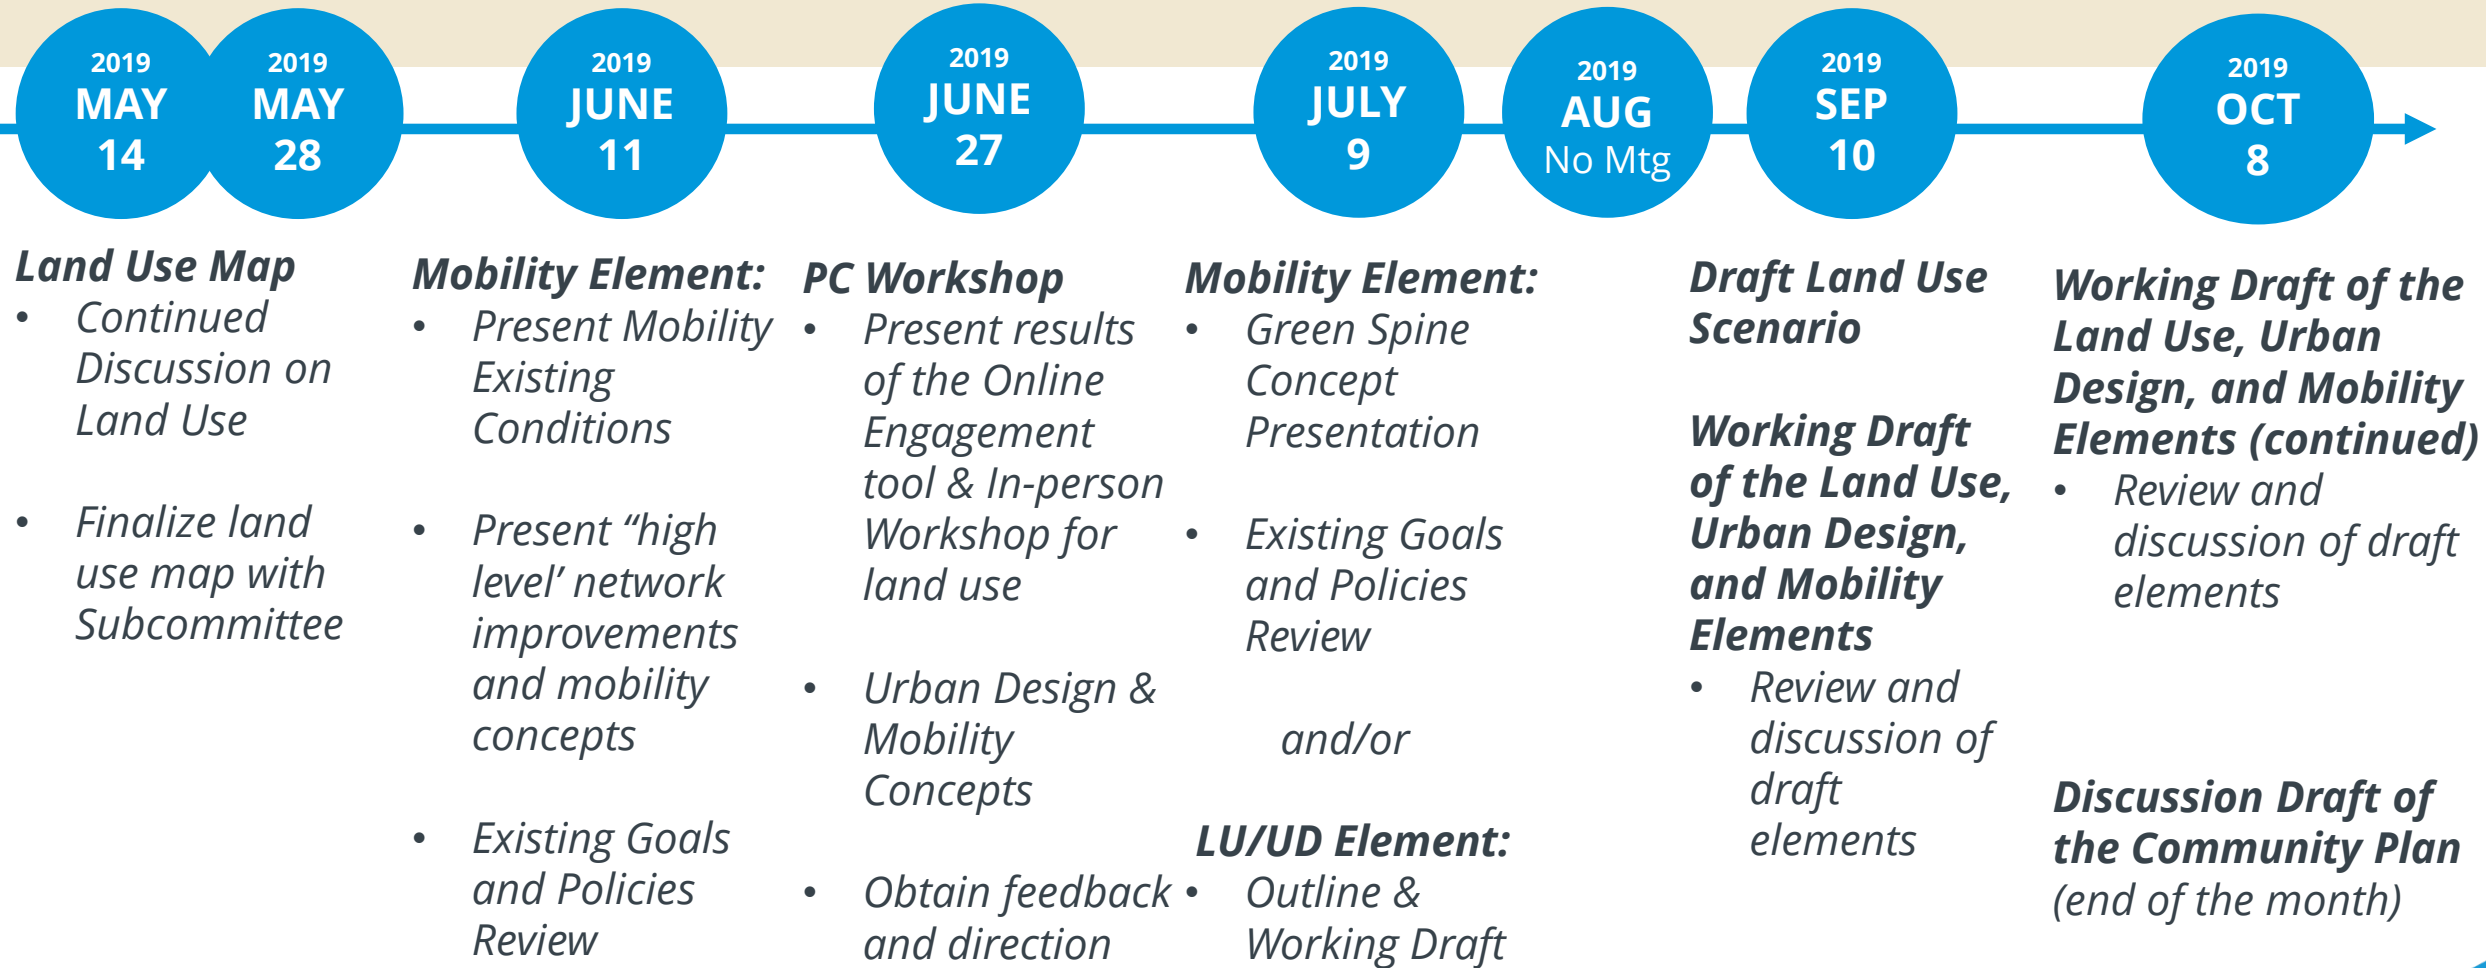 2019
MAY
14
2019
MAY
28
2019
JUNE
11
2019
JUNE
27
2019
JULY
9
2019
AUG
No Mtg
2019
SEP
10
2019
OCT
8
Land Use Map
• Continued
Discussion on
Land Use
• Finalize land
use map with
Subcommittee
Mobility Element:
• Present Mobility
Existing
Conditions
• Present “high
level’ network
improvements
and mobility
concepts
• Existing Goals
and Policies
Review
PC Workshop
• Present results
of the Online
Engagement
tool & In-person
Workshop for
land use
• Urban Design &
Mobility
Concepts
• Obtain feedback
and direction
Mobility Element:
• Green Spine
Concept
Presentation
• Existing Goals
and Policies
Review
and/or
LU/UD Element:
• Outline &
Working Draft
Draft Land Use
Scenario
Working Draft
of the Land Use,
Urban Design,
and Mobility
Elements
• Review and
discussion of
draft
elements
Working Draft of the
Land Use, Urban
Design, and Mobility
Elements (continued)
• Review and
discussion of draft
elements
Discussion Draft of
the Community Plan
(end of the month)